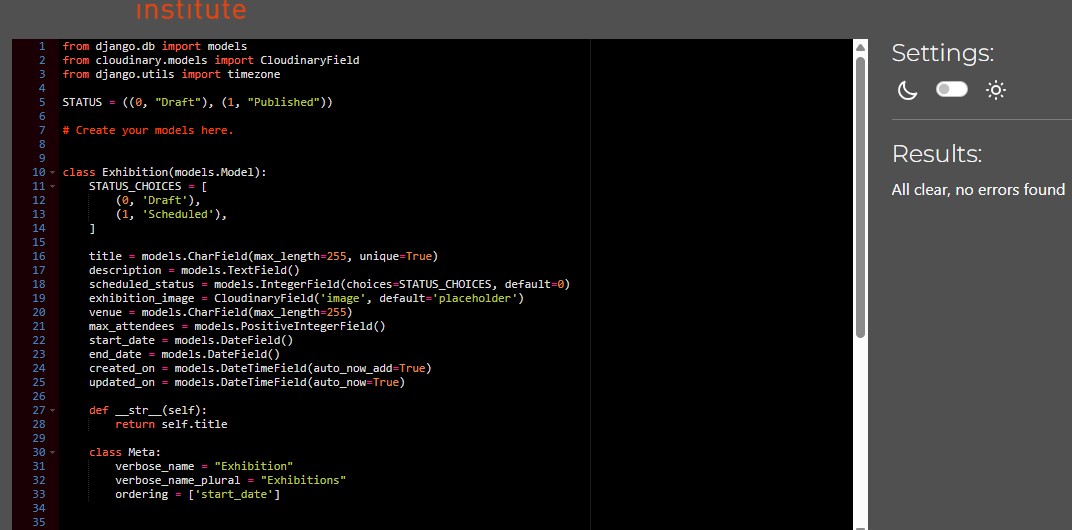 institute
1 from django.db import models
2 from cloudinary.models import CloudinaryField
3 from django.utils import timezone
4
5 STATUS = ((0, "Draft"), (1, "Published"))
6
7 # Create your models here.
8
9
10 class Exhibition(models.Model):
11     STATUS_CHOICES = [
12         (0, 'Draft'),
13         (1, 'Scheduled'),
14     ]
15
16     title = models.CharField(max_length=255, unique=True)
17     description = models.TextField()
18     scheduled_status = models.IntegerField(choices=STATUS_CHOICES, default=0)
19     exhibition_image = CloudinaryField('image', default='placeholder')
20     venue = models.CharField(max_length=255)
21     max_attendees = models.PositiveIntegerField()
22     start_date = models.DateField()
23     end_date = models.DateField()
24     created_on = models.DateTimeField(auto_now_add=True)
25     updated_on = models.DateTimeField(auto_now=True)
26
27     def __str__(self):
28         return self.title
29
30     class Meta:
31         verbose_name = "Exhibition"
32         verbose_name_plural = "Exhibitions"
33         ordering = ['start_date']
34
35
Settings:
Results:
All clear, no errors found